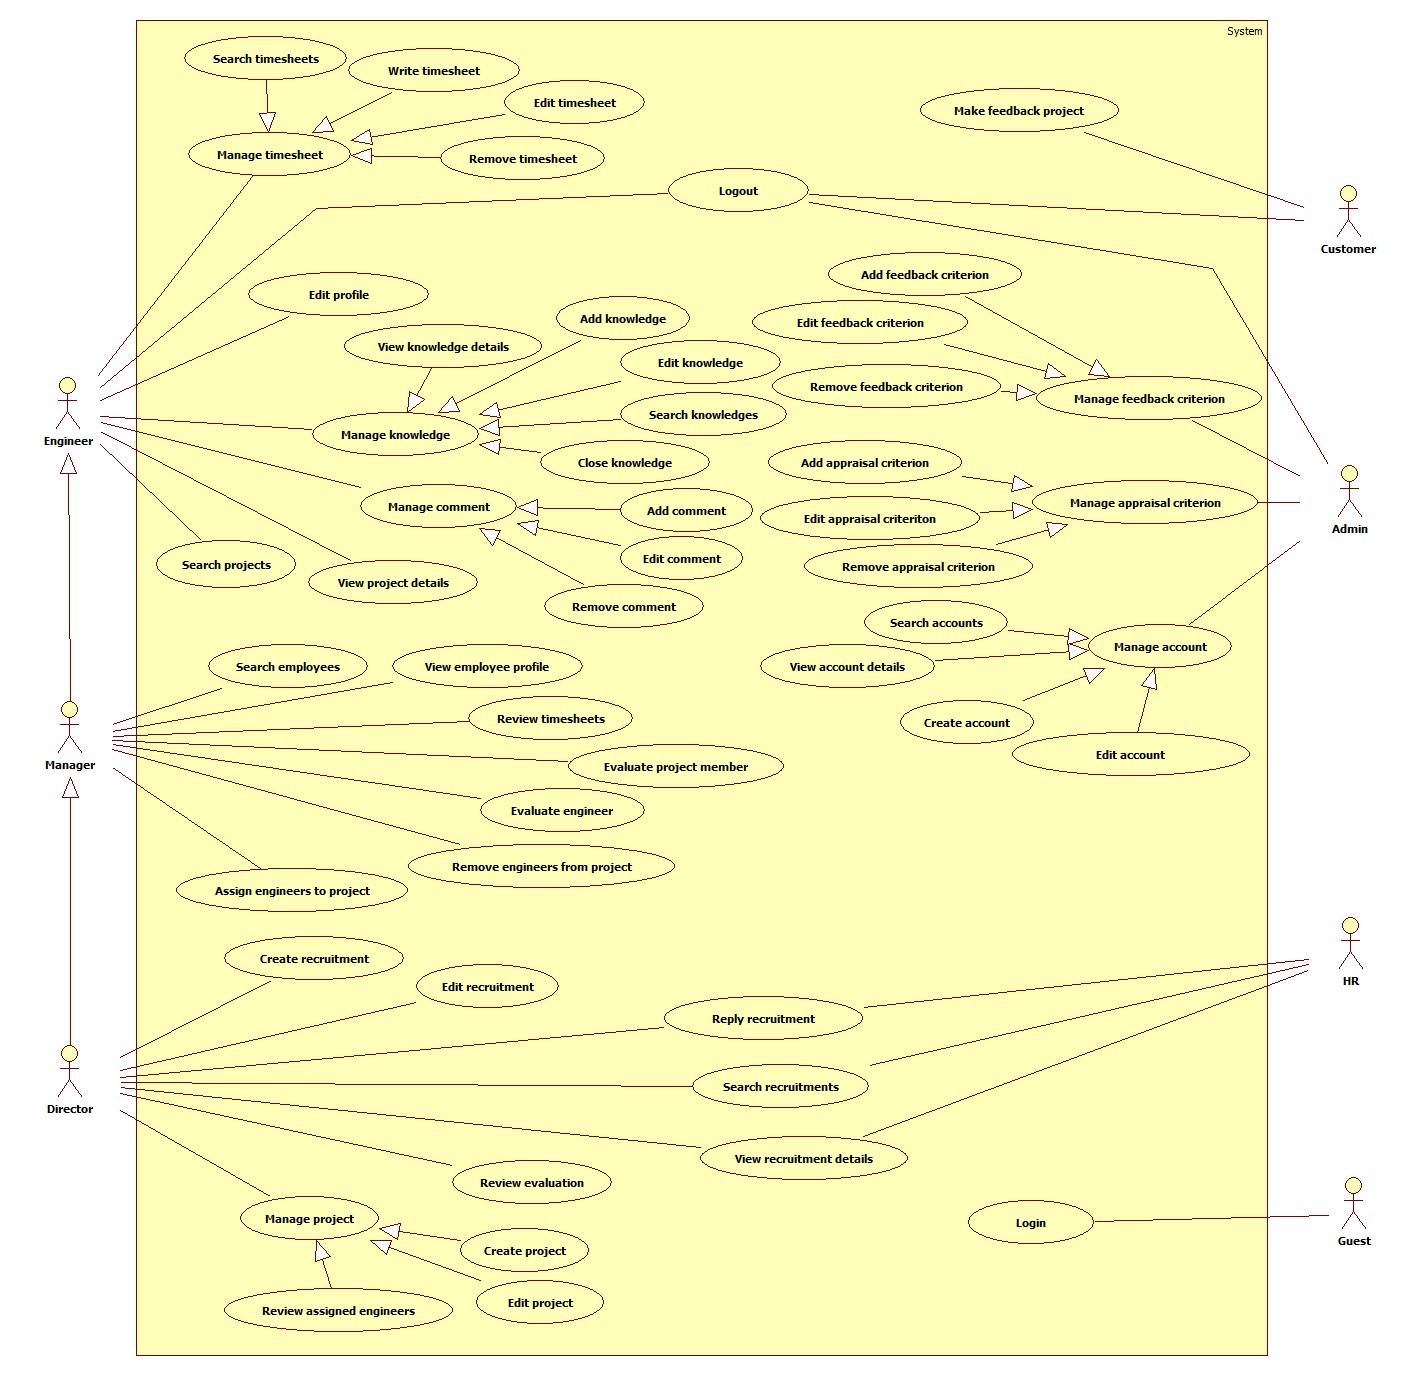 System
Search timesheets
Write timesheet
Edit timesheet
Make feedback project
Manage timesheet
Remove timesheet
Logout
Customer
Add feedback criterion
Edit profile
Add knowledge
Edit feedback criterion
View knowledge details
Edit knowledge
Remove feedback criterion
Manage feedback criterion
Search knowledges
Engineer
Manage knowledge
Close knowledge
Add appraisal criterion
Manage appraisal criterion
Manage comment
Add comment
Edit appraisal criteriton
Admin
Edit comment
Search projects
View project details
Remove appraisal criterion
Remove comment
Search accounts
Manage account
Search employees
View employee profile
View account details
Review timesheets
Create account
Manager
Evaluate project member
Edit account
Evaluate engineer
Remove engineers from project
Assign engineers to project
Create recruitment
Edit recruitment
HR
Reply recruitment
Search recruitments
Director
View recruitment details
Review evaluation
Manage project
Login
Guest
Create project
Edit project
Review assigned engineers